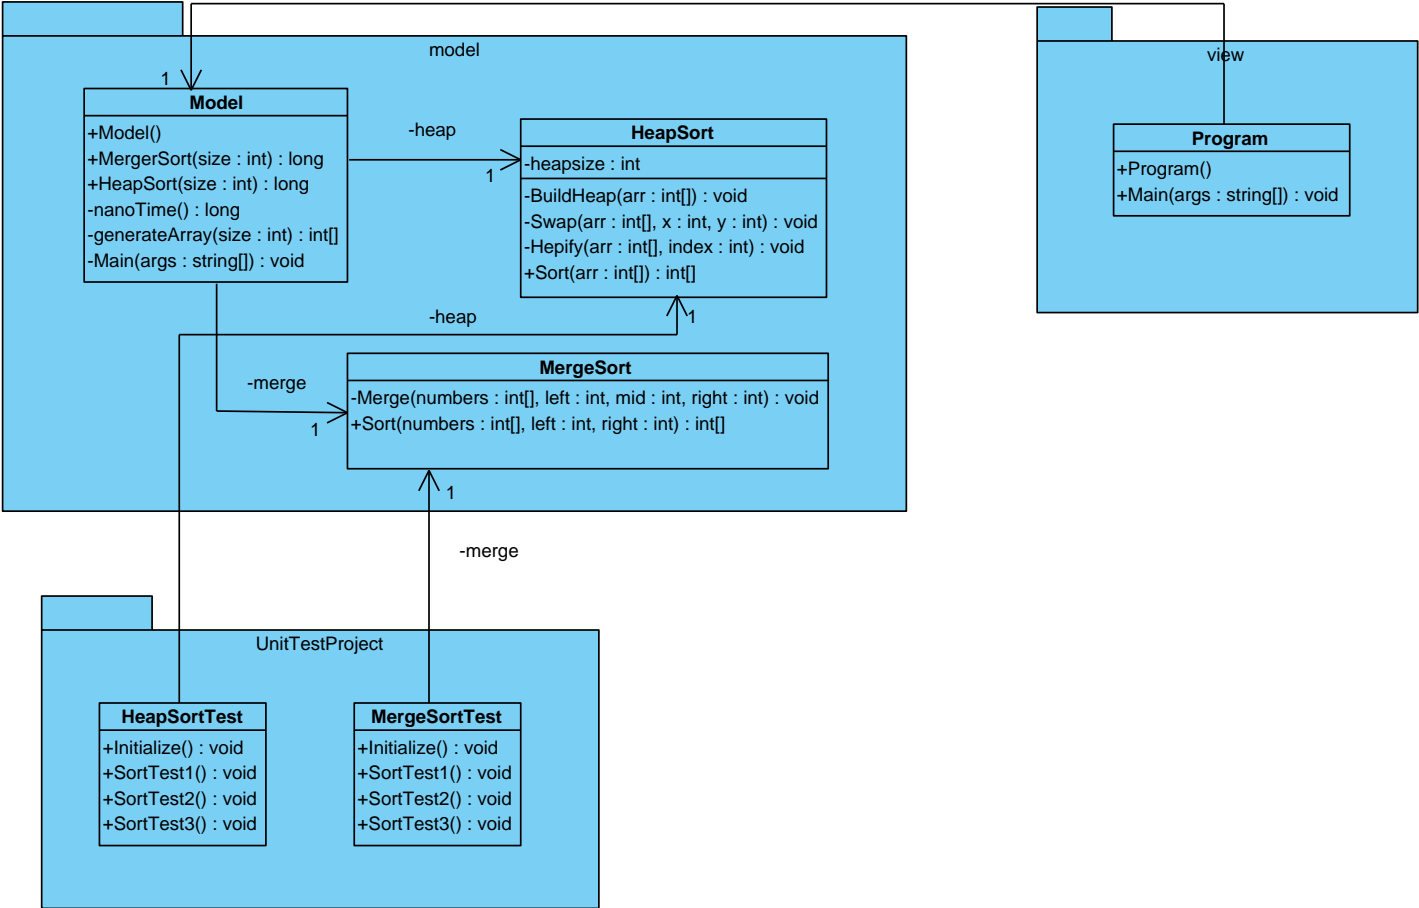 model
view
1
Model
+Model()
+MergerSort(size : int) : long
+HeapSort(size : int) : long
-nanoTime() : long
-generateArray(size : int) : int[]
-Main(args : string[]) : void
-heap
1
HeapSort
-heapsize : int
-BuildHeap(arr : int[]) : void
-Swap(arr : int[], x : int, y : int) : void
-Hepify(arr : int[], index : int) : void
+Sort(arr : int[]) : int[]
Program
+Program()
+Main(args : string[]) : void
-heap
1
-merge
1
MergeSort
-Merge(numbers : int[], left : int, mid : int, right : int) : void
+Sort(numbers : int[], left : int, right : int) : int[]
1
-merge
UnitTestProject
HeapSortTest
+Initialize() : void
+SortTest1() : void
+SortTest2() : void
+SortTest3() : void
MergeSortTest
+Initialize() : void
+SortTest1() : void
+SortTest2() : void
+SortTest3() : void